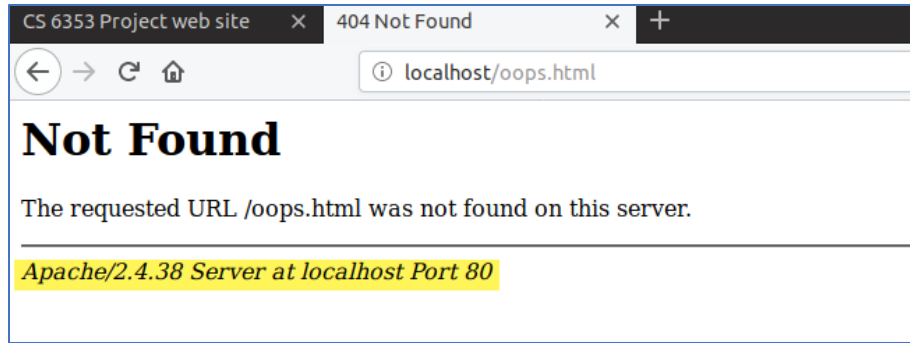 CS 6353 Project web site
404 Not Found
localhost/oops.html
Not Found
The requested URL /oops.html was not found on this server.
Apache/2.4.38 Server at localhost Port 80